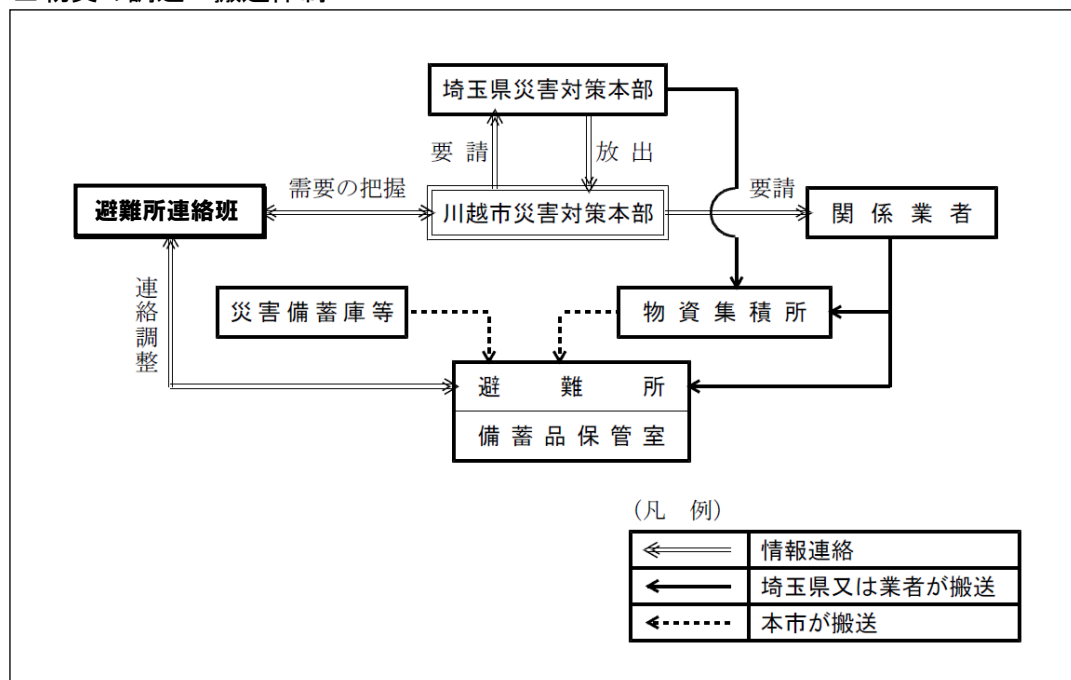 埼玉県災害対策本部
要請
放出
需要の把握
要請
避難所連絡班
川越市災害対策本部
関係業者
連絡調整
災害備蓄庫等
物資集積所
避難所
備蓄品保管室
(凡 例)
情報連絡
埼玉県又は業者が搬送
本市が搬送